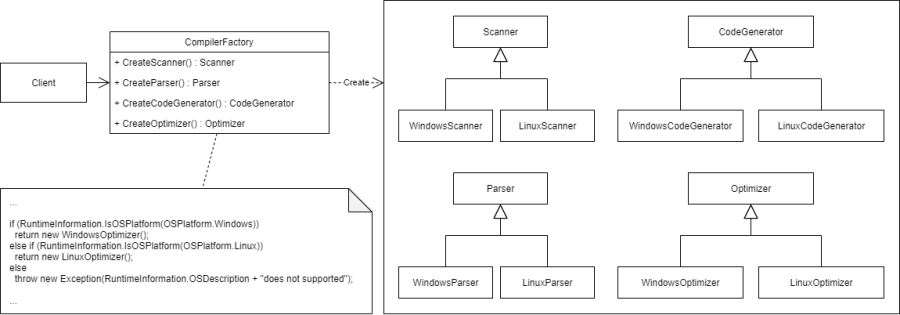 Client
CompilerFactory
+ CreateScanner() : Scanner
+ CreateParser() : Parser
+ CreateCodeGenerator() : CodeGenerator
+ CreateOptimizer() : Optimizer
Create
Scanner
WindowsScanner
LinuxScanner
CodeGenerator
WindowsCodeGenerator
LinuxCodeGenerator
Parser
WindowsParser
LinuxParser
Optimizer
WindowsOptimizer
LinuxOptimizer
...
if (RuntimeInformation.IsOSPlatform(OSPlatform.Windows))
return new WindowsOptimizer();
else if (RuntimeInformation.IsOSPlatform(OSPlatform.Linux))
return new LinuxOptimizer();
else
throw new Exception(RuntimeInformation.OSDescription + "does not supported");
...